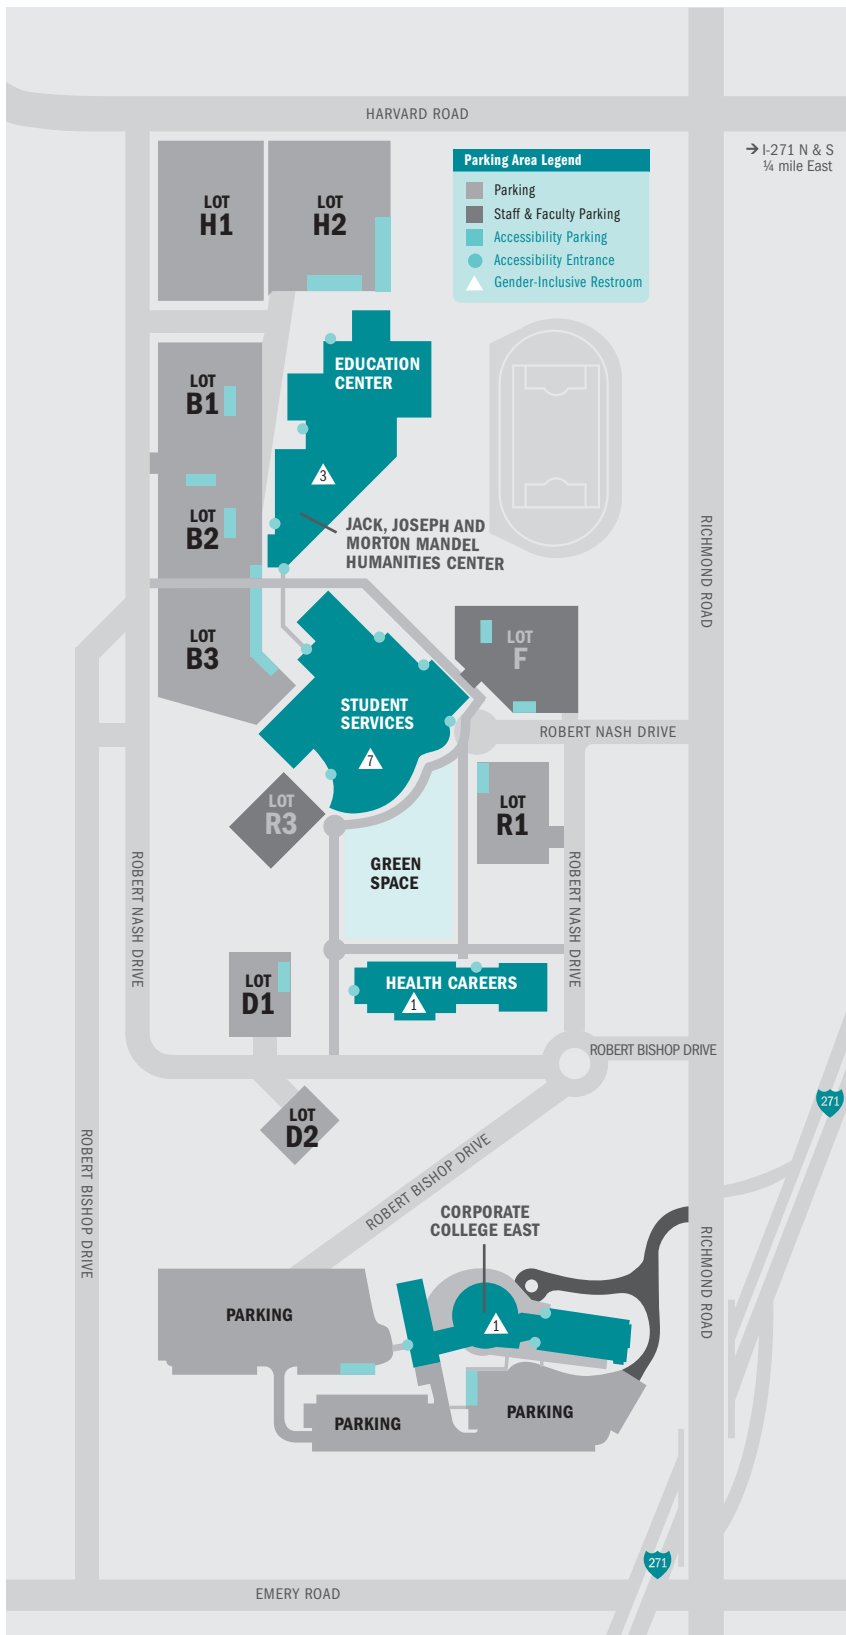 HARVARD ROAD
→ I-271 N & S
¼ mile East
Parking Area Legend
Parking
Staff & Faculty Parking
Accessibility Parking
Accessibility Entrance
Gender-Inclusive Restroom
LOT
H1
LOT
H2
EDUCATION
CENTER
LOT
B1
3
LOT
B2
JACK, JOSEPH AND
MORTON MANDEL
HUMANITIES CENTER
RICHMOND ROAD
LOT
B3
LOT
F
STUDENT
SERVICES
7
ROBERT NASH DRIVE
LOT
R3
LOT
R1
GREEN
SPACE
ROBERT NASH DRIVE
ROBERT NASH DRIVE
LOT
D1
HEALTH CAREERS
1
ROBERT BISHOP DRIVE
271
LOT
D2
ROBERT BISHOP DRIVE
ROBERT BISHOP DRIVE
CORPORATE
COLLEGE EAST
RICHMOND ROAD
PARKING
1
PARKING
PARKING
271
EMERY ROAD